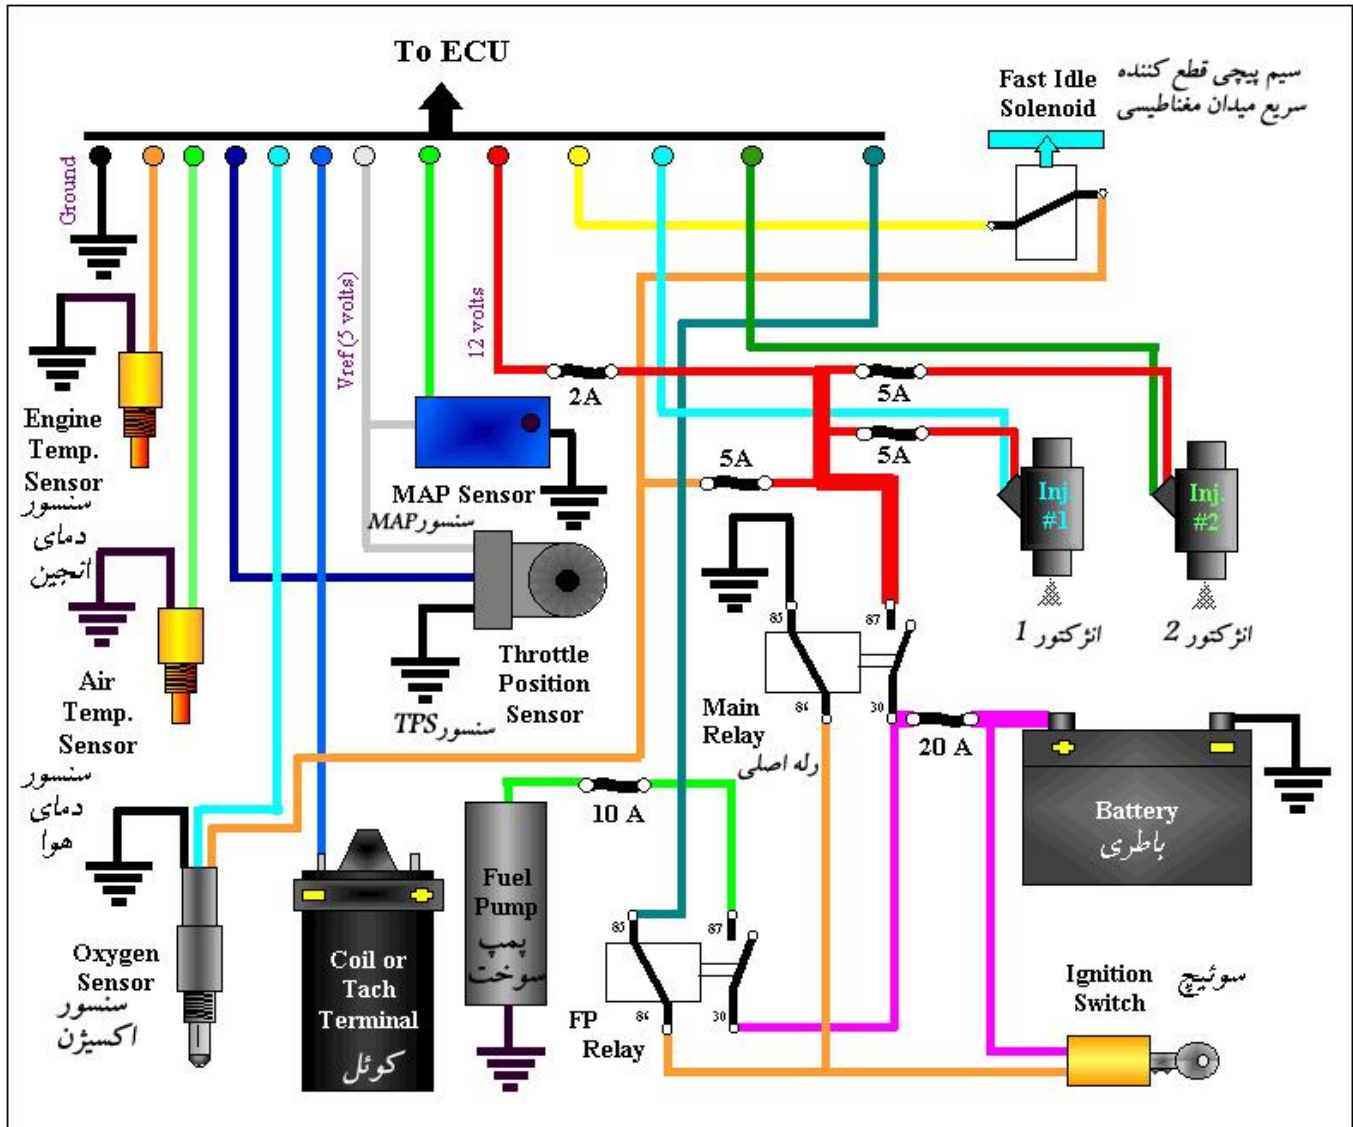 To ECU
Fast Idle
Solenoid
سیم پیچی قطع کننده
سریع میدان مغناطیسی
Ground
Vref (5 volts)
12 volts
2A
5A
5A
5A
Engine
Temp.
Sensor
سنسور
دمای
انجین
MAP Sensor
سنسور MAP
Inj.
#1
Inj.
#2
انژکتور 1
انژکتور 2
Air
Temp.
Sensor
سنسور
دمای
هوا
Throttle
Position
Sensor
سنسور TPS
85
87
86
30
Main
Relay
رله اصلی
20 A
Battery
باطری
10 A
Fuel
Pump
پمپ
سوخت
85
87
86
30
FP
Relay
Oxygen
Sensor
سنسور
اکسیژن
Coil or
Tach
Terminal
کوئل
Ignition
Switch
سوئیچ